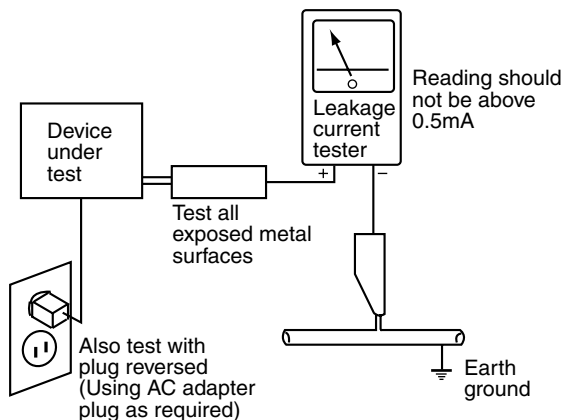 Leakage
current
tester
Reading should
not be above
0.5mA
Device
under
test
+
−
Test all
exposed metal
surfaces
Also test with
plug reversed
(Using AC adapter
plug as required)
Earth
ground